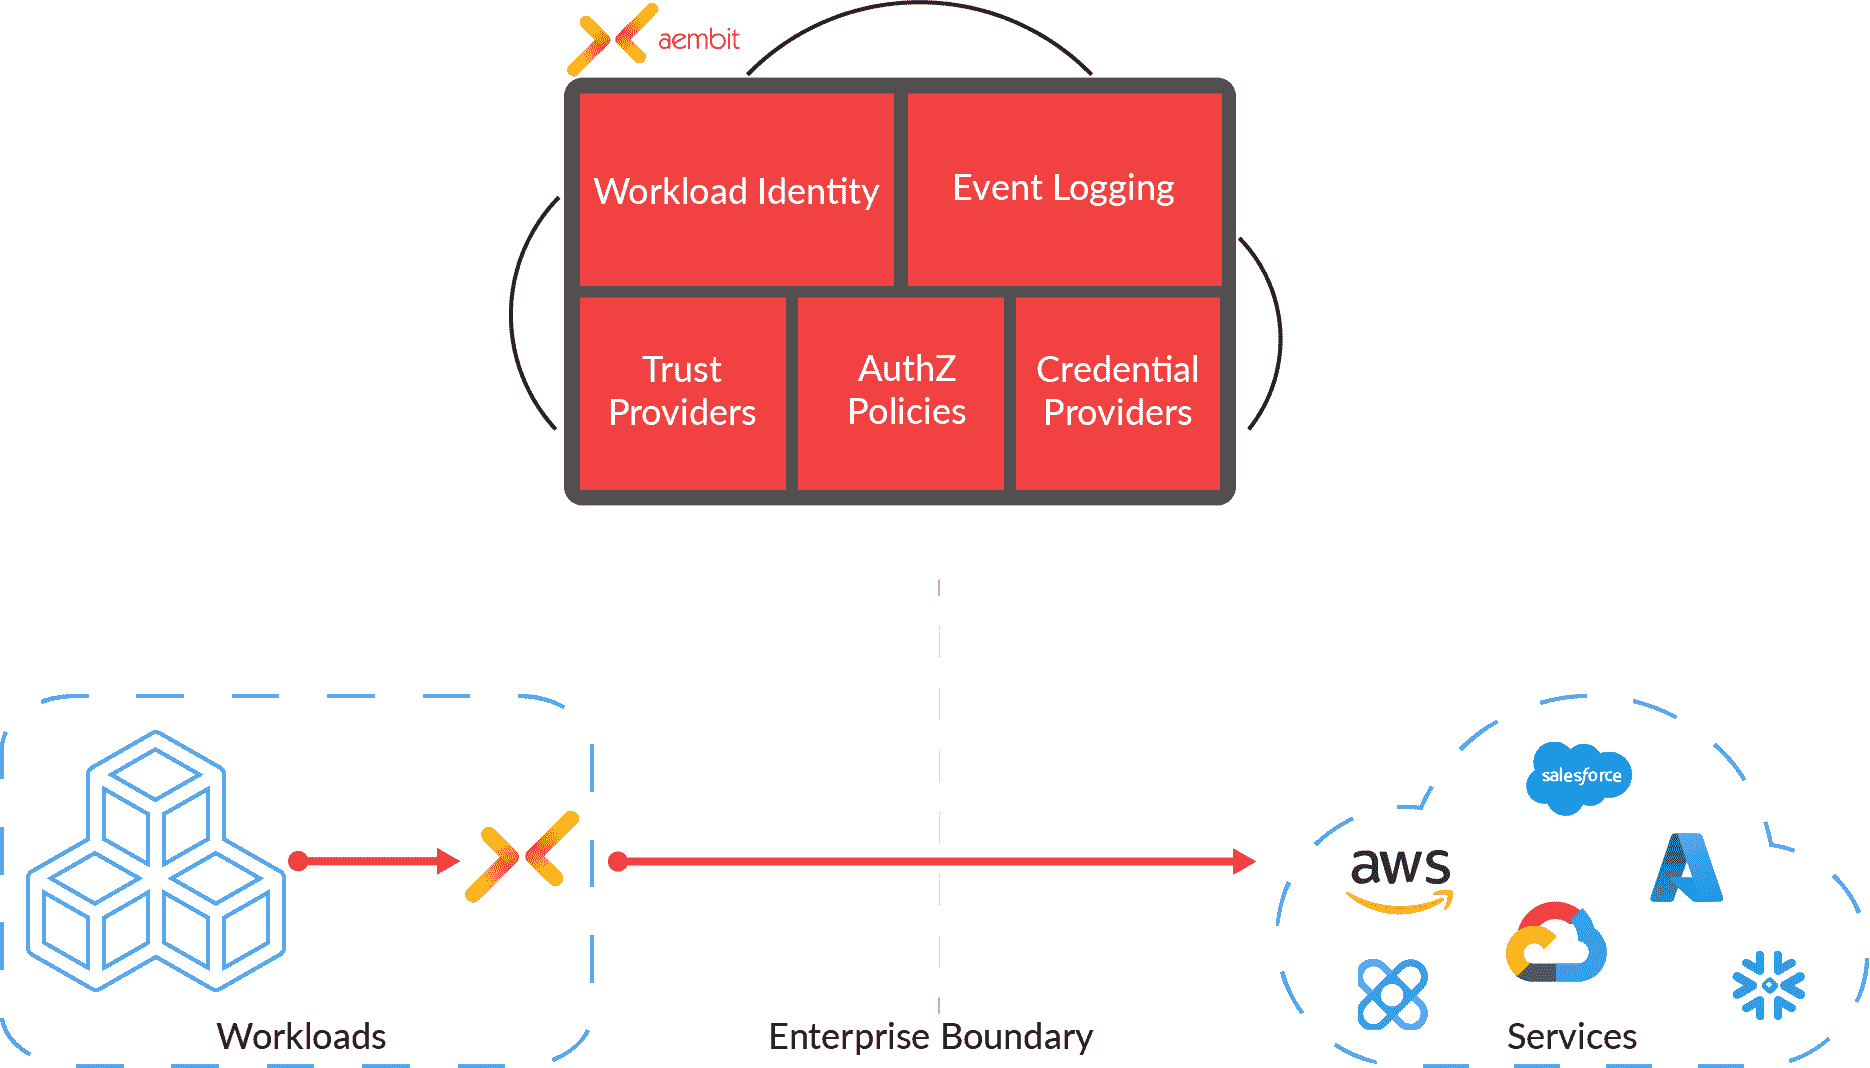 aembit
Workload Identity
Event Logging
Trust
Providers
AuthZ
Policies
Credential
Providers
salesforce
aws
Workloads
Enterprise Boundary
Services